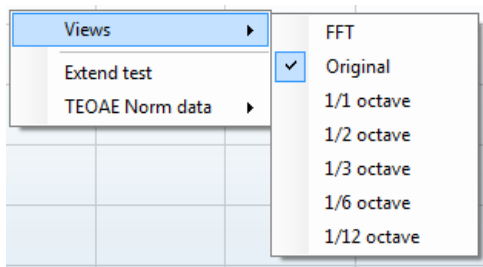 Views
Extend test
TEOAE Norm data
FFT
Original
1/1 octave
1/2 octave
1/3 octave
1/6 octave
1/12 octave